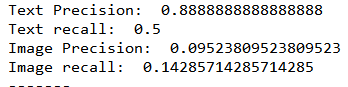 Text Precision:  0.8888888888888888
Text recall:  0.5
Image Precision:  0.09523809523809523
Image recall:  0.14285714285714285
-------